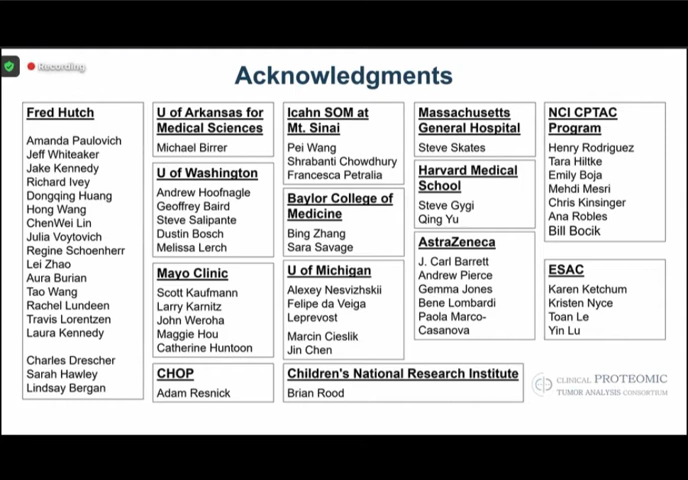 Recording
Acknowledgments
Fred Hutch
Amanda Paulovich
Jeff Whiteaker
Jake Kennedy
Richard Ivey
Dongqing Huang
Hong Wang
ChenWei Lin
Julia Voytovich
Regine Schoenherr
Lei Zhao
Aura Burian
Tao Wang
Rachel Lundeen
Travis Lorentzen
Laura Kennedy
Charles Drescher
Sarah Hawley
Lindsay Bergan
U of Arkansas for
Medical Sciences
Michael Birrer
U of Washington
Andrew Hoofnagle
Geoffrey Baird
Steve Salipante
Dustin Bosch
Melissa Lerch
Mayo Clinic
Scott Kaufmann
Larry Karnitz
John Weroha
Maggie Hou
Catherine Huntoon
CHOP
Adam Resnick
Icahn SOM at
Mt. Sinai
Pei Wang
Shrabanti Chowdhury
Francesca Petralia
Baylor College of
Medicine
Bing Zhang
Sara Savage
U of Michigan
Alexey Nesvizhskii
Felipe da Veiga
Leprevost
Marcin Cieslik
Jin Chen
Children's National Research Institute
Brian Rood
Massachusetts
General Hospital
Steve Skates
Harvard Medical
School
Steve Gygi
Qing Yu
AstraZeneca
J. Carl Barrett
Andrew Pierce
Gemma Jones
Bene Lombardi
Paola Marco-
Casanova
NCI CPTAC
Program
Henry Rodriguez
Tara Hiltke
Emily Boja
Mehdi Mesri
Chris Kinsinger
Ana Robles
Bill Bocik
ESAC
Karen Ketchum
Kristen Nyce
Toan Le
Yin Lu
CLINICAL PROTEOMIC
TUMOR ANALYSIS CONSORTIUM